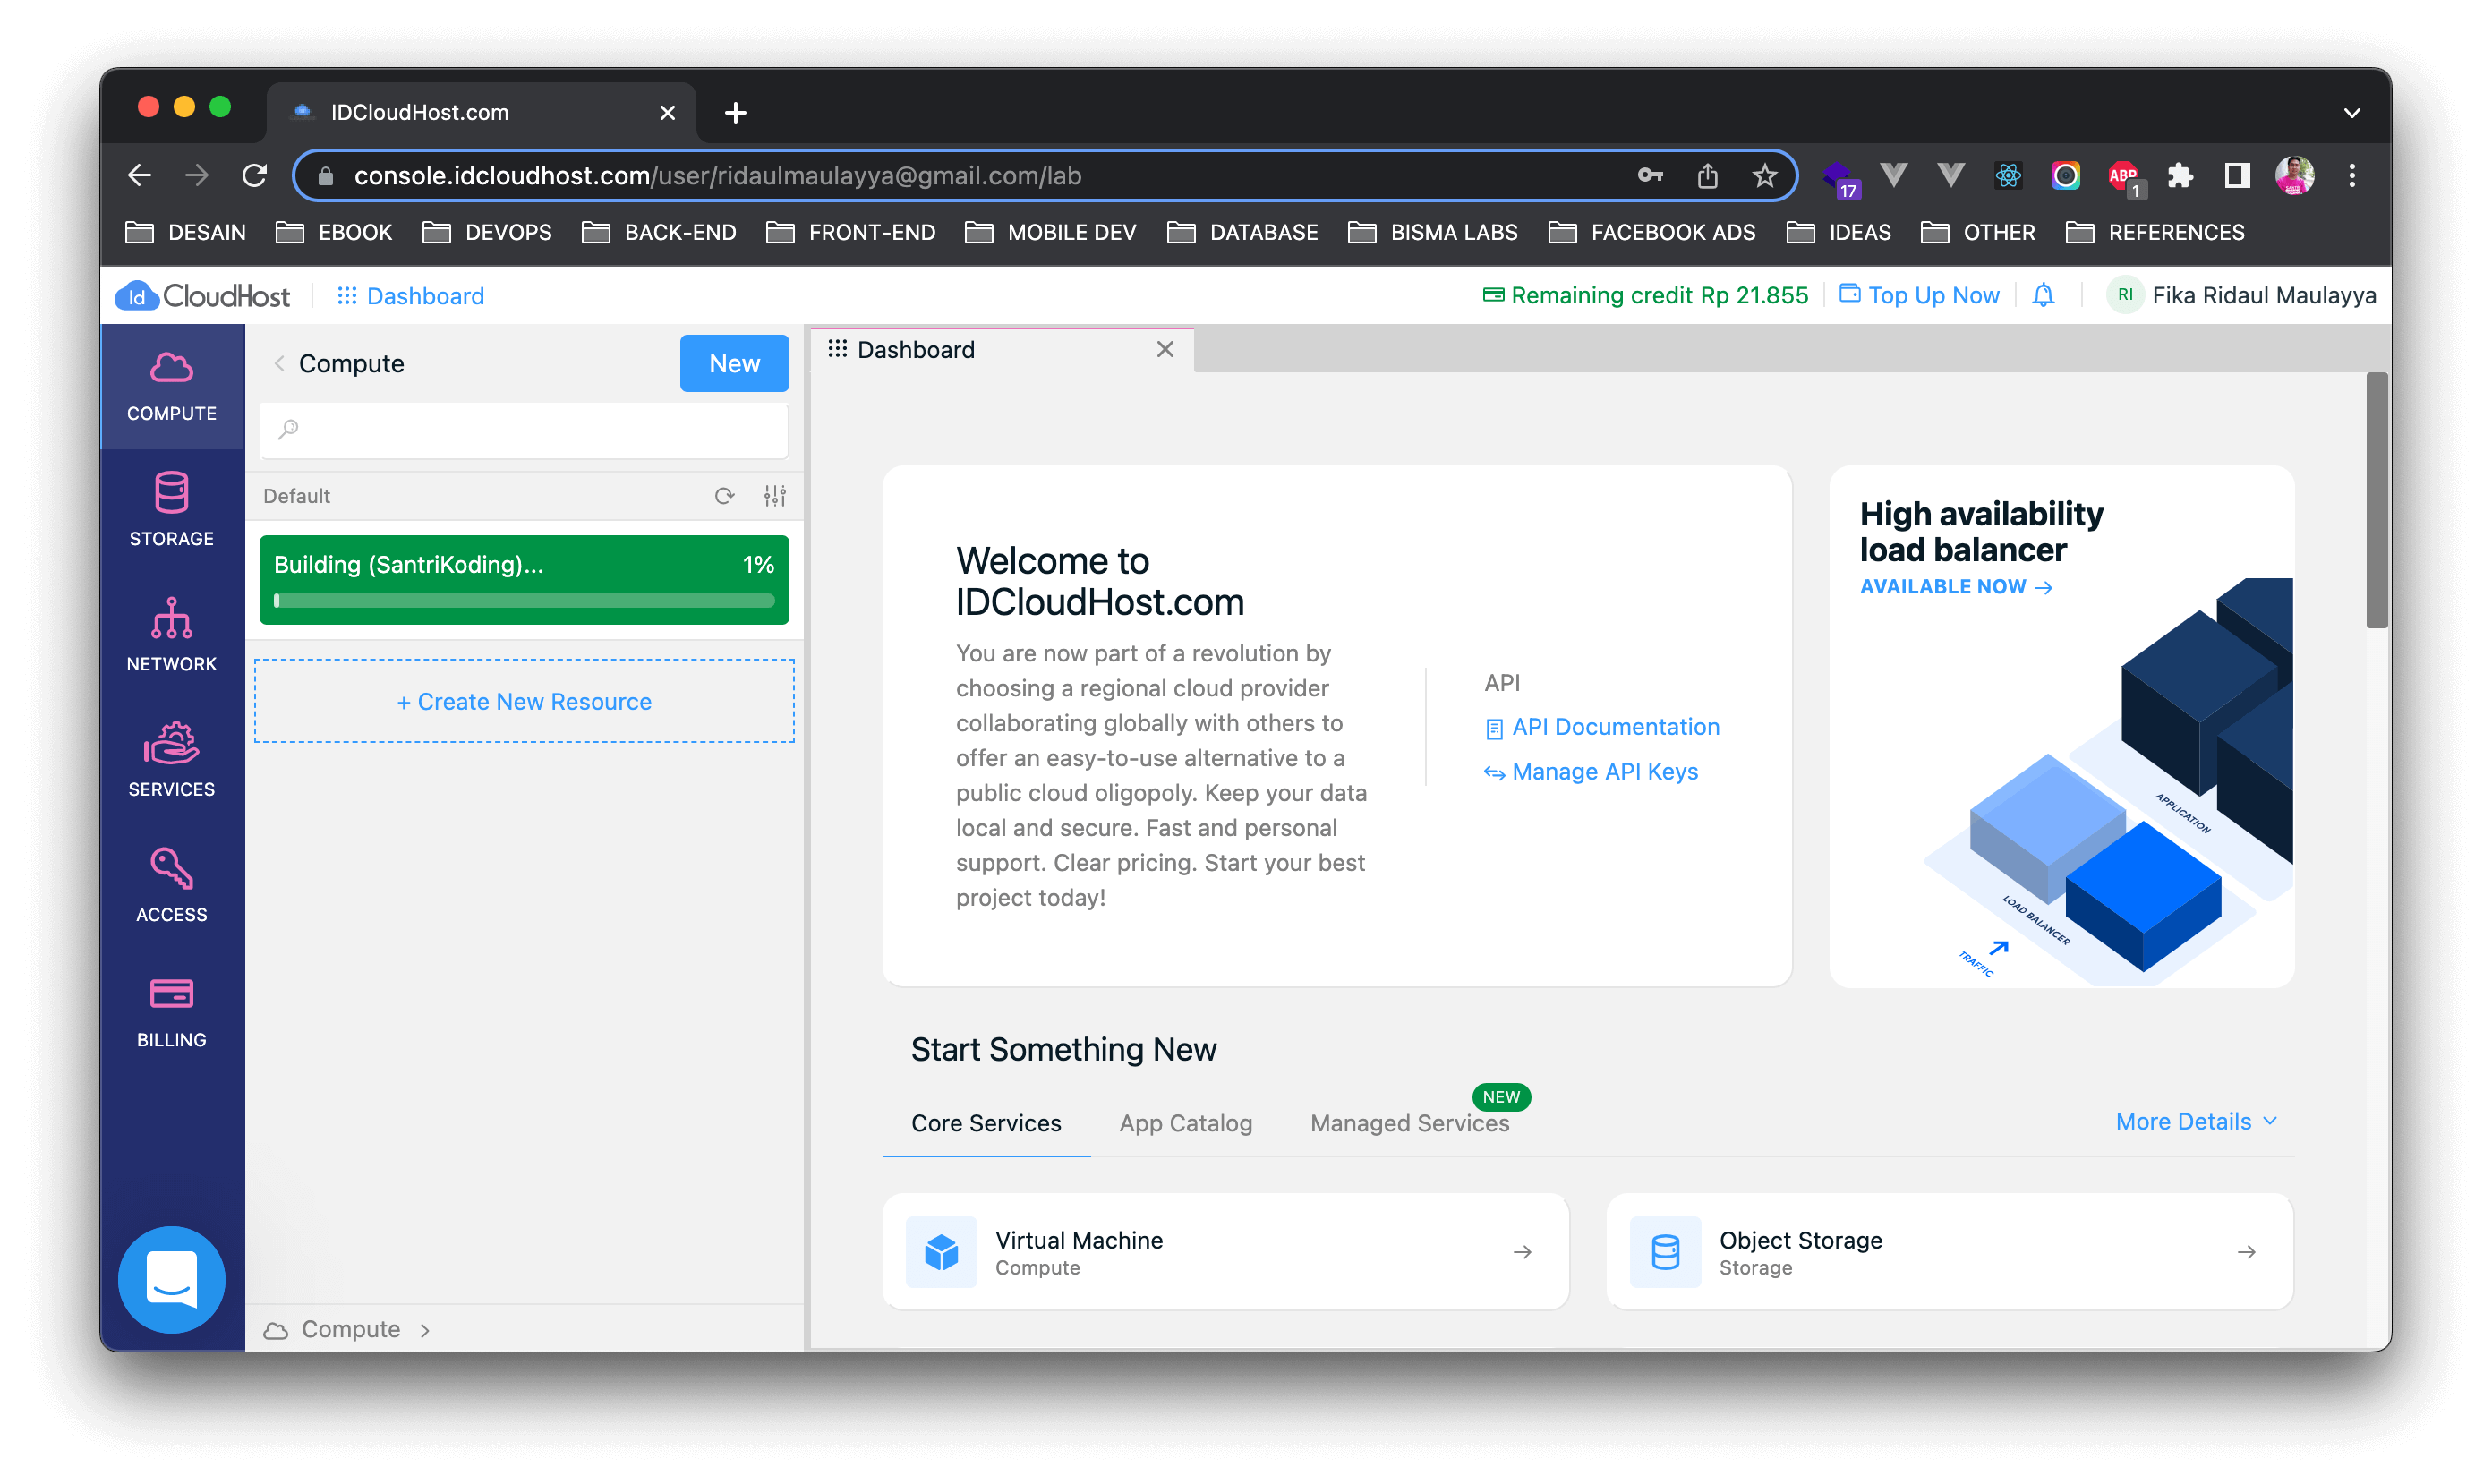 IDCloudHost.com
console.idcloudhost.com/user/ridaulmaulayya@gmail.com/lab
17
ABP
1
DESAIN
EBOOK
DEVOPS
BACK-END
FRONT-END
MOBILE DEV
DATABASE
BISMA LABS
FACEBOOK ADS
IDEAS
OTHER
REFERENCES
Id CloudHost
Dashboard
Remaining credit Rp 21.855
Top Up Now
RI
Fika Ridaul Maulayya
COMPUTE
STORAGE
NETWORK
SERVICES
ACCESS
BILLING
Compute
New
Default
Building (SantriKoding)...
1%
+ Create New Resource
Compute
Dashboard
Welcome to
IDCloudHost.com
You are now part of a revolution by
choosing a regional cloud provider
collaborating globally with others to
offer an easy-to-use alternative to a
public cloud oligopoly. Keep your data
local and secure. Fast and personal
support. Clear pricing. Start your best
project today!
API
API Documentation
Manage API Keys
High availability
load balancer
AVAILABLE NOW →
APPLICATION
LOAD BALANCER
TRAFFIC
Start Something New
Core Services
App Catalog
Managed Services
NEW
More Details
Virtual Machine
Compute
Object Storage
Storage